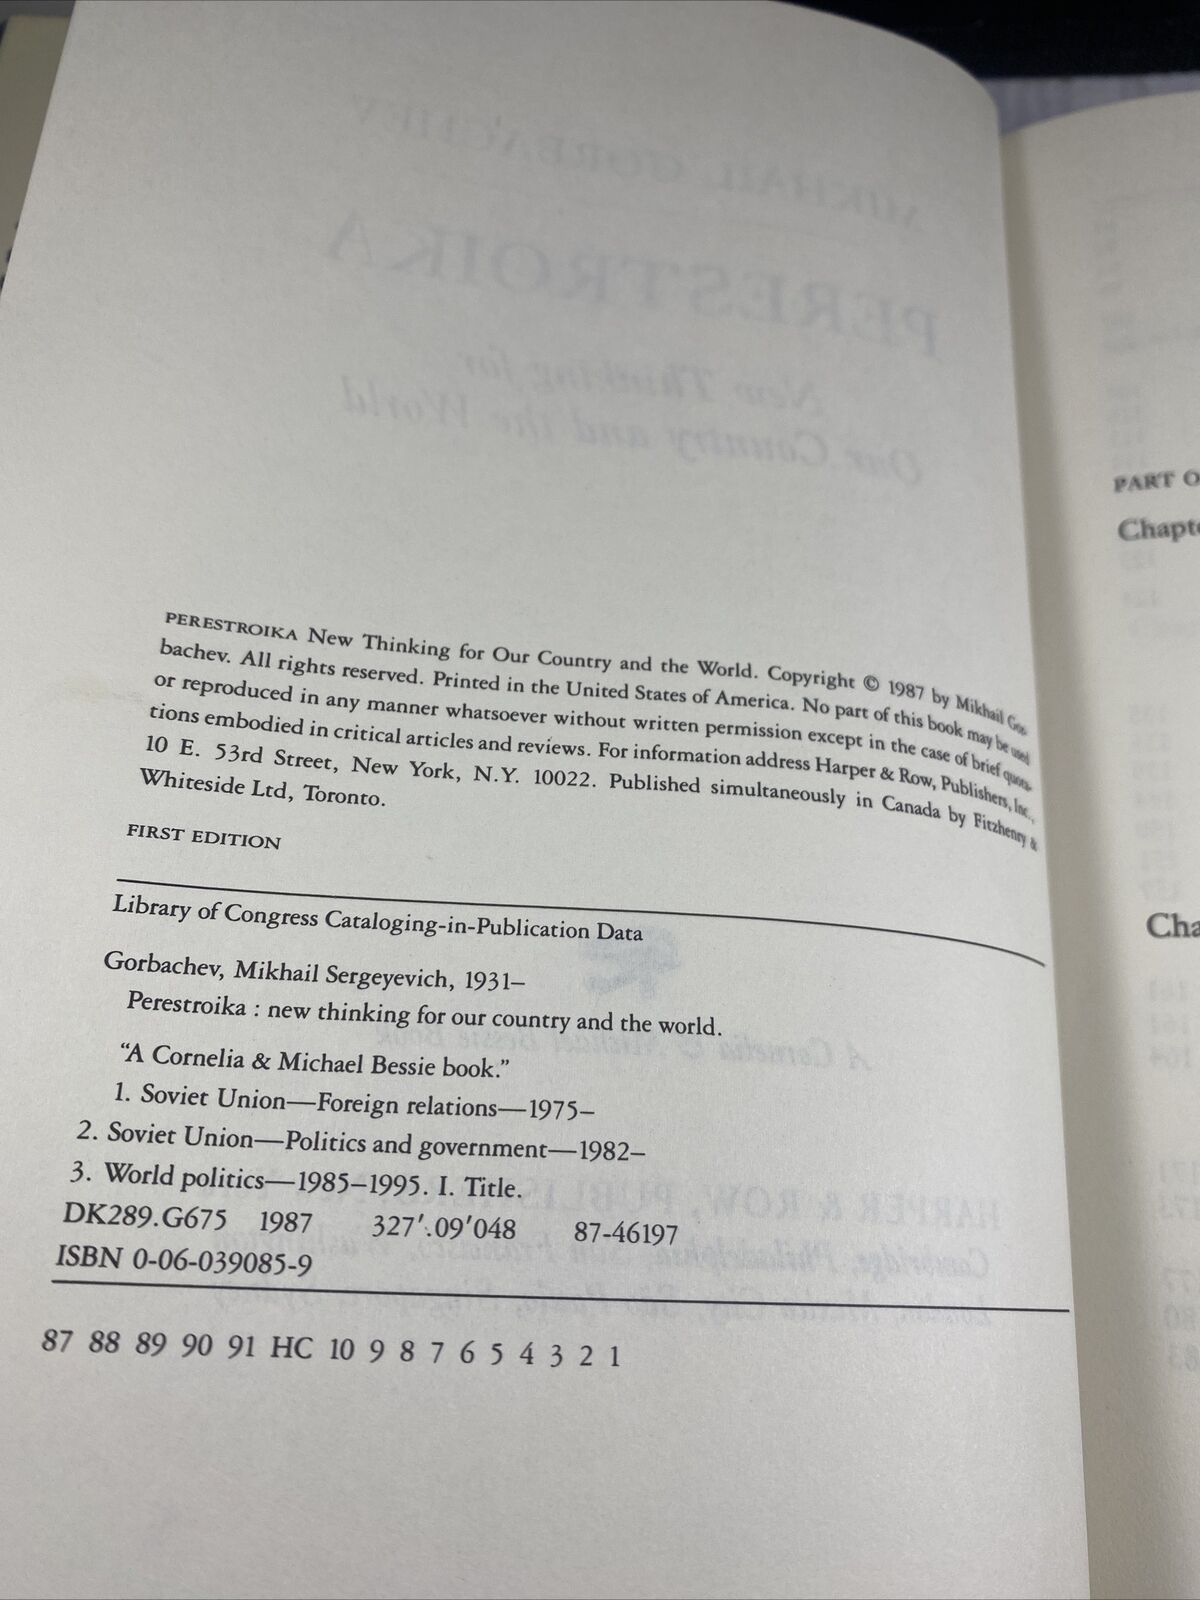 PERESTROIKA New Thinking for Our Country and the World. Copyright © 1987 by Mikhail Gor-
bachev. All rights reserved. Printed in the United States of America. No part of this book may be used
or reproduced in any manner whatsoever without written permission except in the case of brief quota-
tions embodied in critical articles and reviews. For information address Harper & Row, Publishers, Inc.,
10 E. 53rd Street, New York, N.Y. 10022. Published simultaneously in Canada by Fitzhenry &
Whiteside Ltd, Toronto.
FIRST EDITION
Library of Congress Cataloging-in-Publication Data
Gorbachev, Mikhail Sergeyevich, 1931–
Perestroika : new thinking for our country and the world.
“A Cornelia & Michael Bessie book.”
1. Soviet Union—Foreign relations—1975–
2. Soviet Union—Politics and government—1982–
3. World politics—1985–1995. I. Title.
DK289.G675 1987 327′.09′048 87-46197
ISBN 0-06-039085-9
87 88 89 90 91 HC 10 9 8 7 6 5 4 3 2 1
PART O
Chapte
Cha